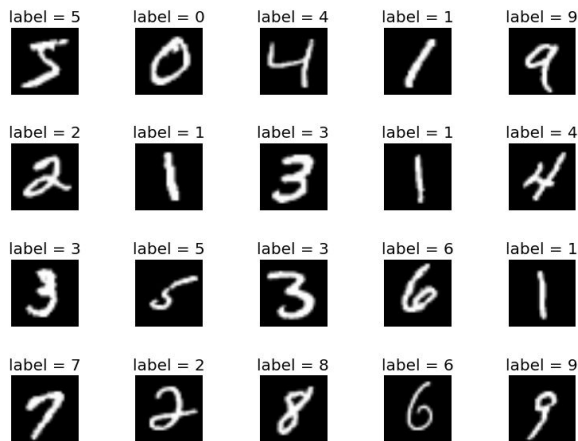 label = 5 label = 0 label = 4 label = 1 label = 9
5 0 4 1 9
label = 2 label = 1 label = 3 label = 1 label = 4
2 1 3 1 4
label = 3 label = 5 label = 3 label = 6 label = 1
3 5 3 6 1
label = 7 label = 2 label = 8 label = 6 label = 9
7 2 8 6 9